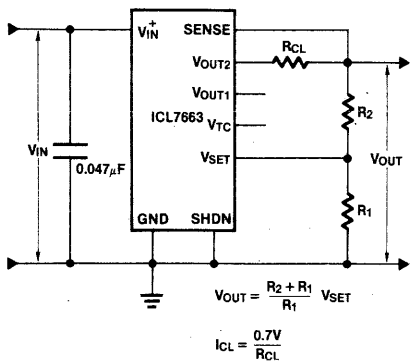 V+IN
SENSE
RCL
VOUT2
VOUT1
ICL7663
VTC
R2
VIN
0.047μF
VSET
VOUT
R1
GND
SHDN
VOUT = R2 + R1 / R1 VSET
ICL = 0.7V / RCL